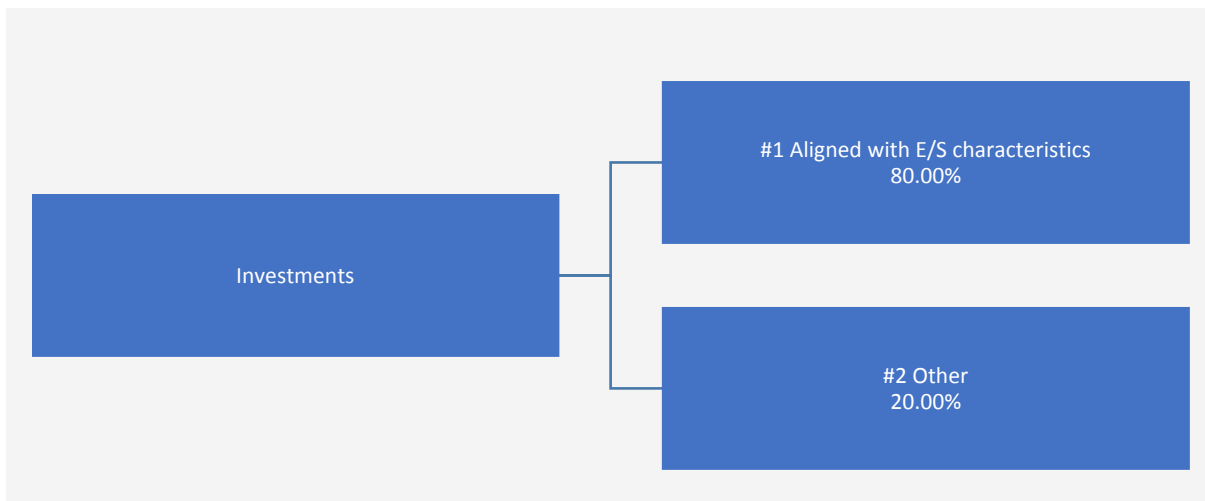 Investments
#1 Aligned with E/S characteristics
80.00%
#2 Other
20.00%